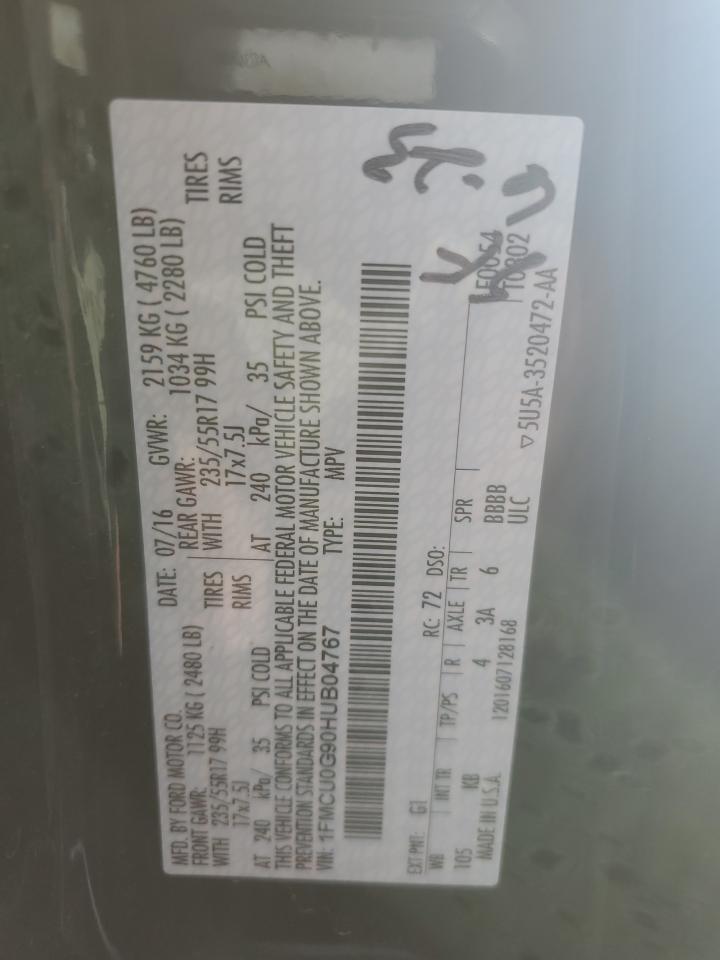 MFD. BY FORD MOTOR CO.
DATE: 07/16 GVWR: 2159 KG ( 4760 LB)
FRONT GAWR: 1125 KG ( 2480 LB)
REAR GAWR: 1034 KG ( 2280 LB)
WITH 235/55R17 99H TIRES
WITH 235/55R17 99H TIRES
17x7.5J RIMS
17x7.5J RIMS
AT 240 kPa/ 35 PSI COLD
AT 240 kPa/ 35 PSI COLD
THIS VEHICLE CONFORMS TO ALL APPLICABLE FEDERAL MOTOR VEHICLE SAFETY AND THEFT
PREVENTION STANDARDS IN EFFECT ON THE DATE OF MANUFACTURE SHOWN ABOVE.
VIN: 1FMCU0G90HUB04767 TYPE: MPV
EXT PNT: G1 RC: 72 DSO:
WB INT TR TP/PS R AXLE TR SPR
105 KB 4 3A 6 BBBB
MADE IN U.S.A. 1201607128168 ULC
▽5U5A-3520472-AA